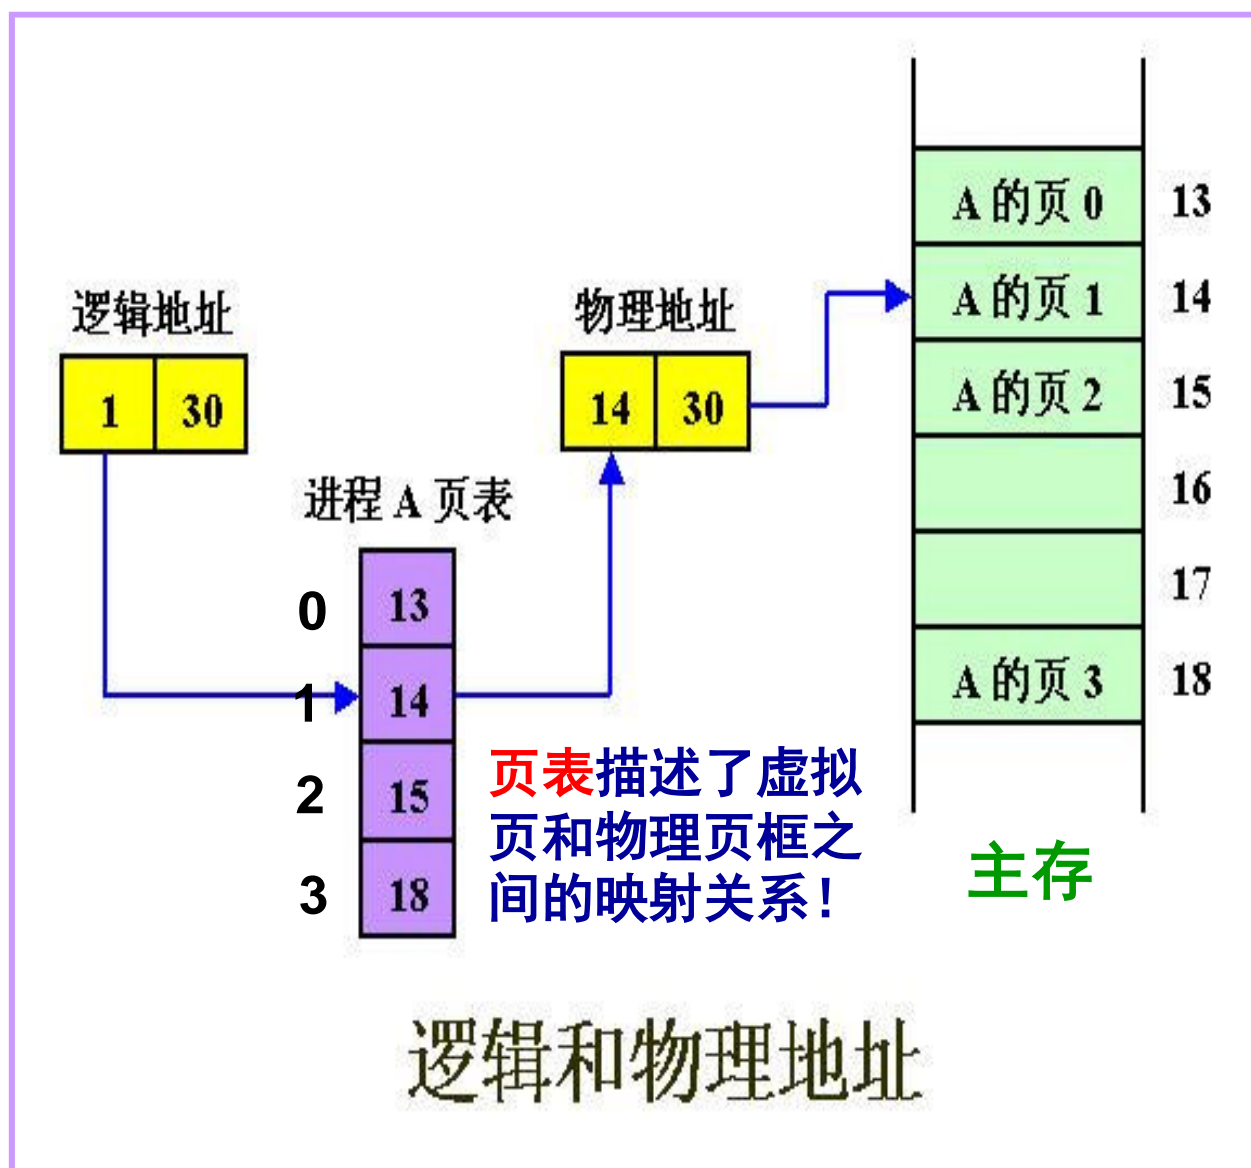 A 的页 0
13
逻辑地址
物理地址
A 的页 1
14
1
30
14
30
A 的页 2
15
进程 A 页表
16
0
13
17
1
14
A 的页 3
18
2
15
页表描述了虚拟
页和物理页框之
间的映射关系！
主存
3
18
逻辑和物理地址